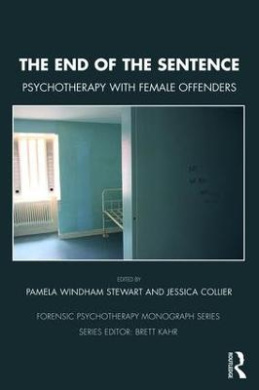 THE END OF THE SENTENCE
PSYCHOTHERAPY WITH FEMALE OFFENDERS
EDITED BY
PAMELA WINDHAM STEWART AND JESSICA COLLIER
FORENSIC PSYCHOTHERAPY MONOGRAPH SERIES
SERIES EDITOR: BRETT KAHR
ROUTLEDGE